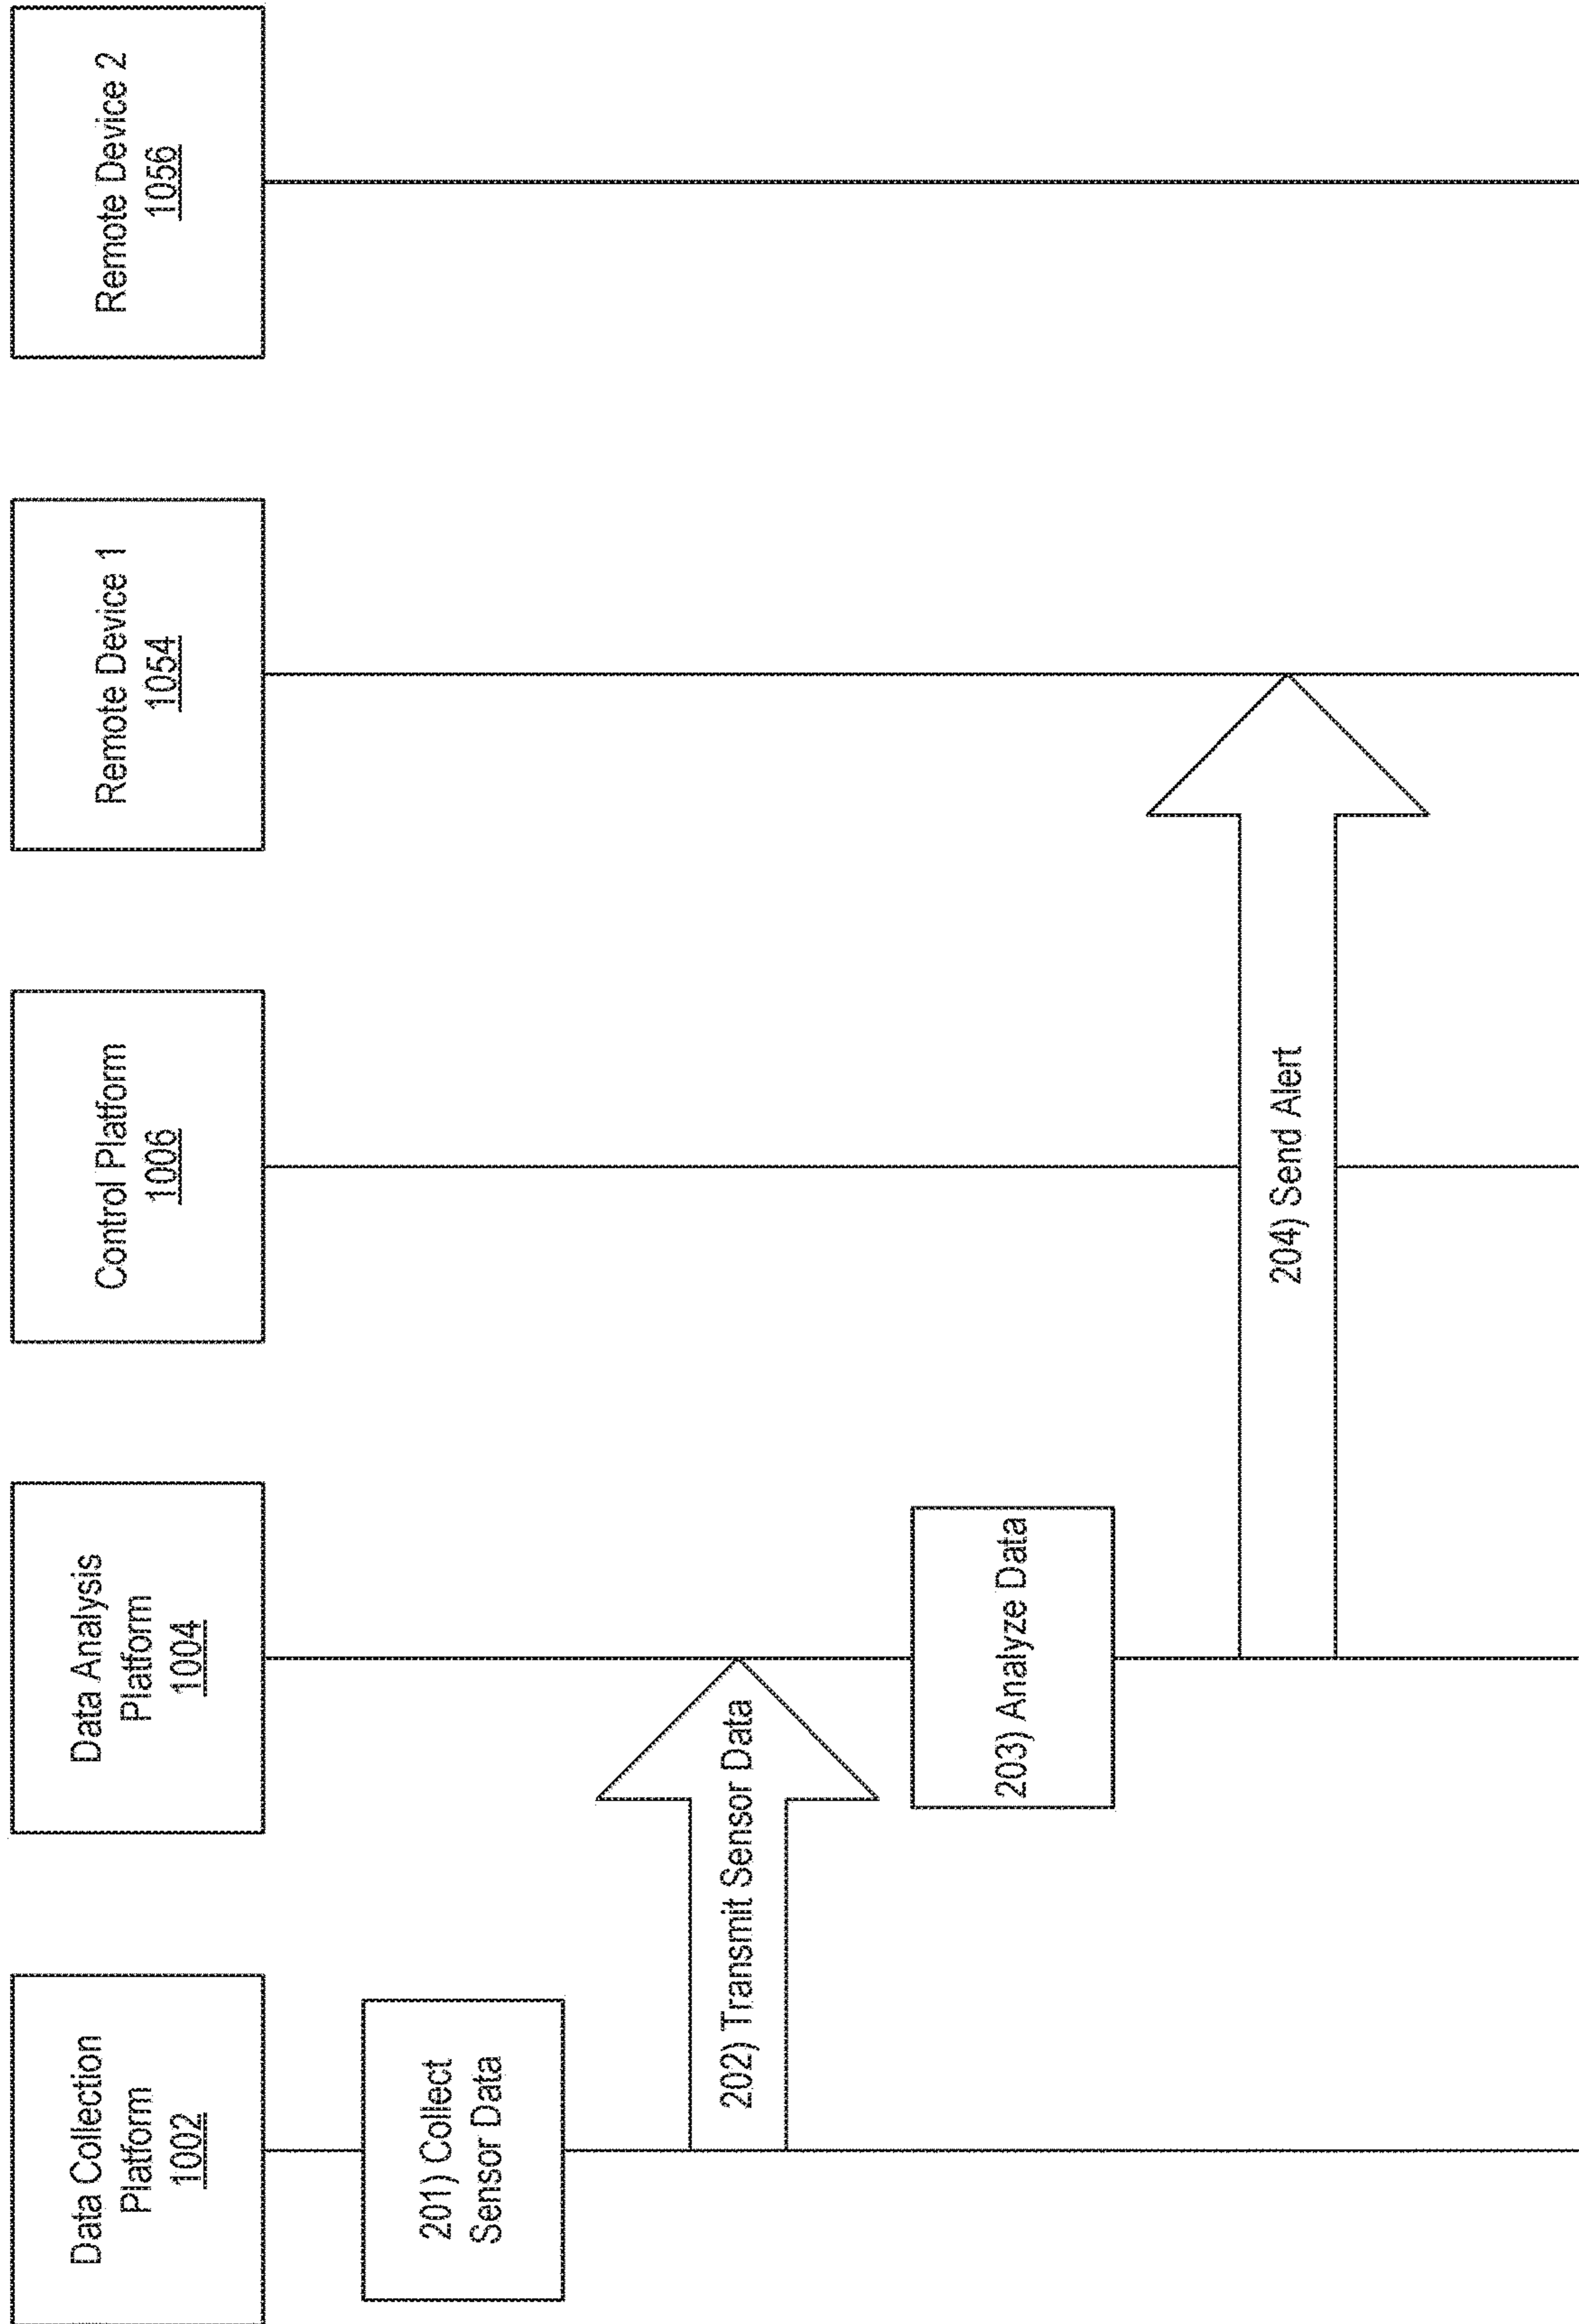 Data Collection
Platform
1002
Data Analysis
Platform
1004
Control Platform
1006
Remote Device 1
1054
Remote Device 2
1056
201) Collect
Sensor Data
202) Transmit Sensor Data
203) Analyze Data
204) Send Alert